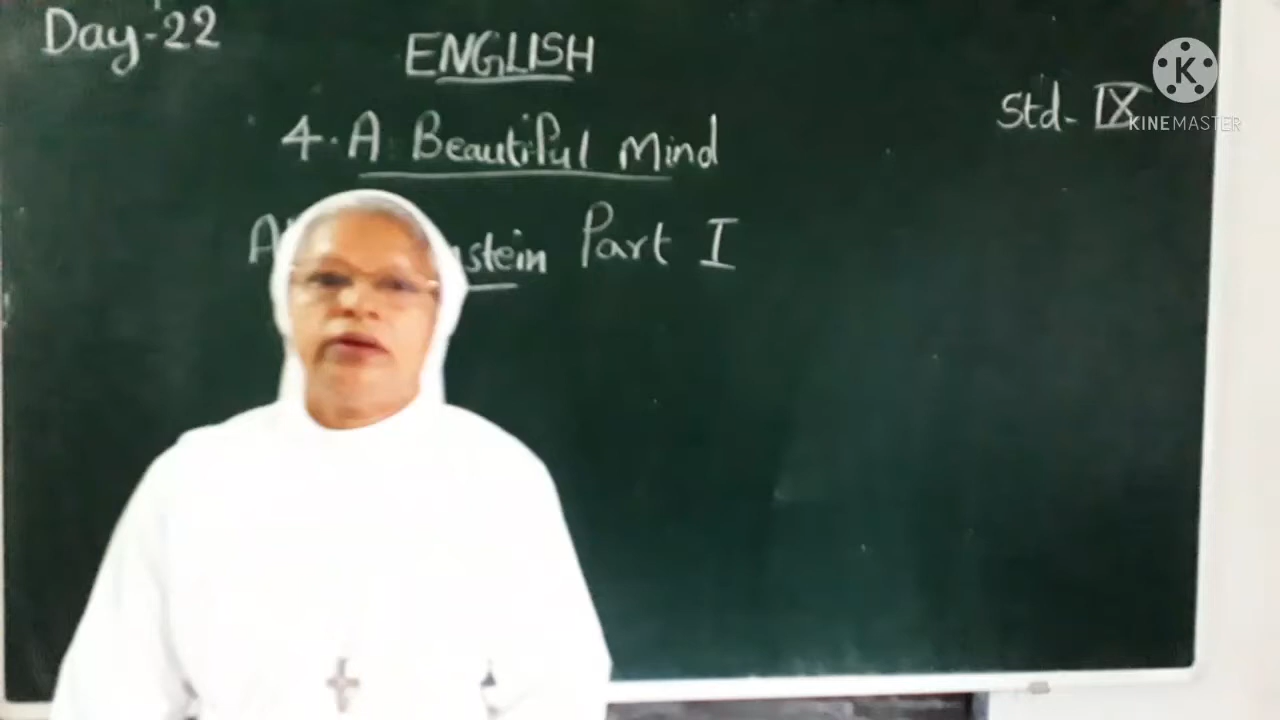 Day-22
ENGLISH
Std-IX
4. A Beautiful Mind
Part I
K
KINEMASTER